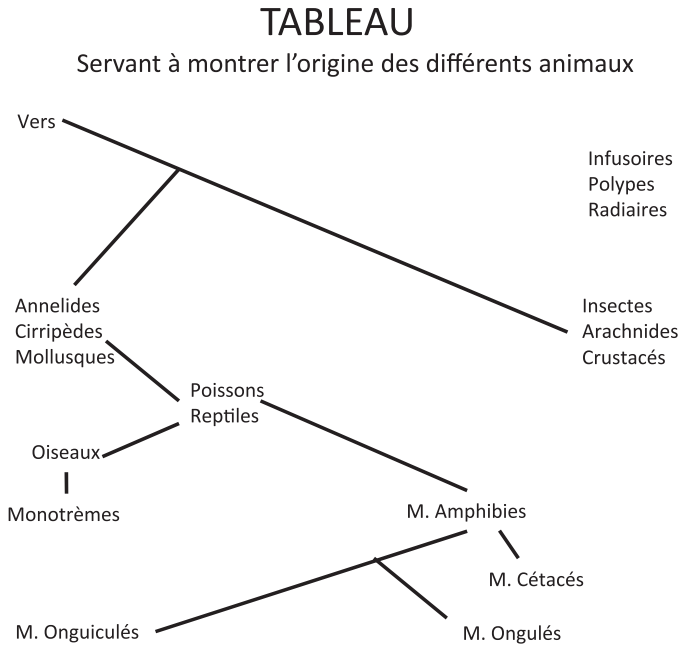 TABLEAU
Servant à montrer l’origine des différents animaux
Vers
Infusoires
Polypes
Radiaires
Annelides
Cirripèdes
Mollusques
Insectes
Arachnides
Crustacés
Poissons
Reptiles
Oiseaux
Monotrèmes
M. Amphibies
M. Cétacés
M. Onguiculés
M. Ongulés